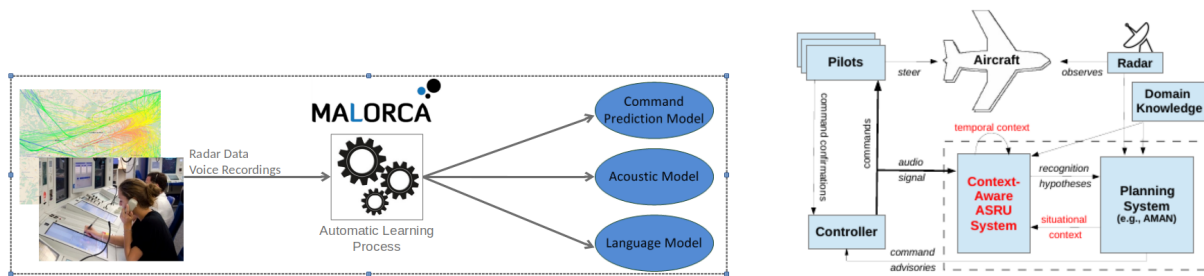 MALORCA
Radar Data
Voice Recordings
Automatic Learning
Process
Command
Prediction Model
Acoustic Model
Language Model
Pilots
steer
Aircraft
observes
Radar
Domain
Knowledge
command confirmations
commands
temporal context
audio
signal
Context-
Aware
ASRU
System
recognition
hypotheses
situational
context
Planning
System
(e.g., AMAN)
Controller
command
advisories